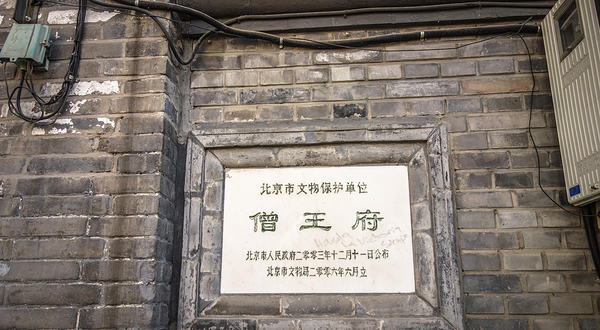 北京市文物保护单位
僧王府
北京市人民政府二零零三年十二月十一日公布
北京市文物局二零零六年六月立